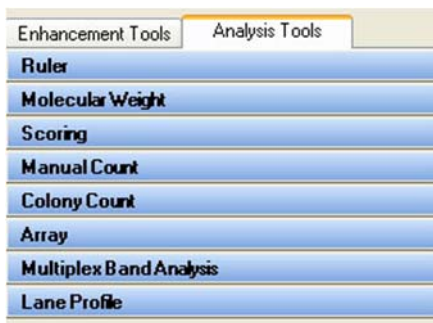 Enhancement Tools Analysis Tools
Ruler
Molecular Weight
Scoring
Manual Count
Colony Count
Array
Multiplex Band Analysis
Lane Profile